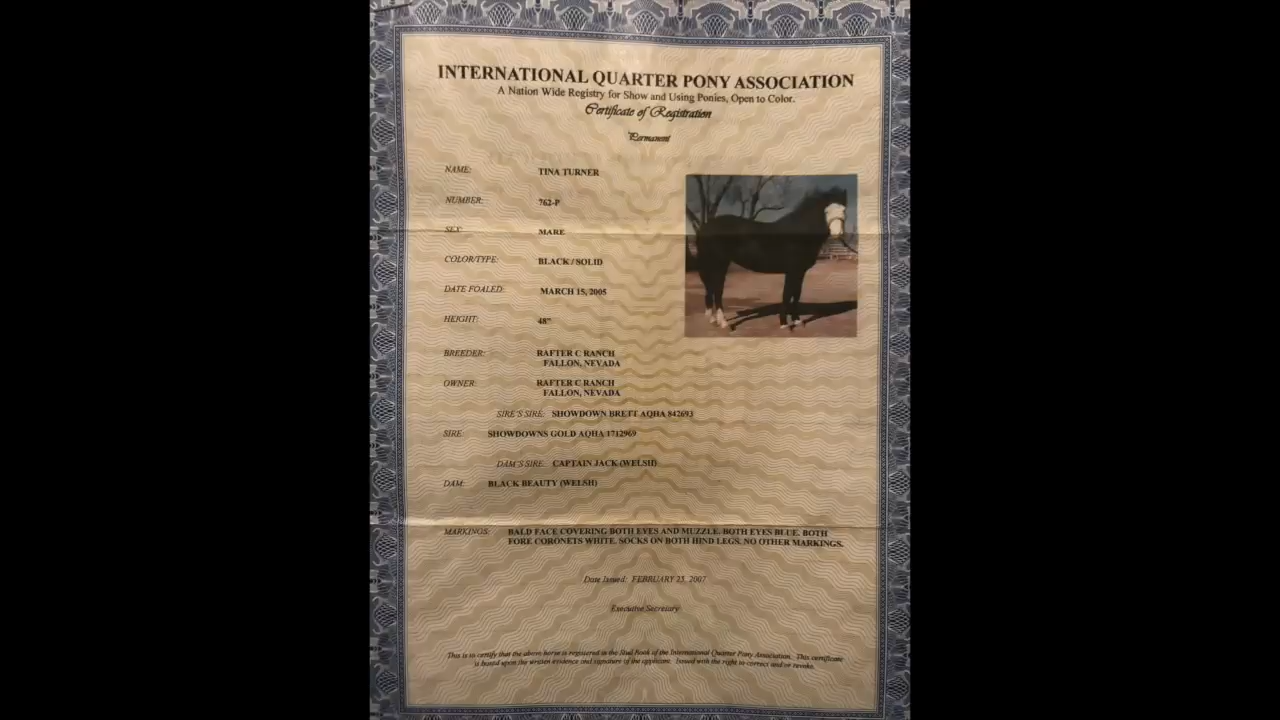 INTERNATIONAL QUARTER PONY ASSOCIATION
A Nation Wide Registry for Show and Using Ponies, Open to Color.
Certificate of Registration
Permanent
NAME: TINA TURNER
NUMBER: 762-P
SEX: MARE
COLOR/TYPE: BLACK / SOLID
DATE FOALED: MARCH 15, 2005
HEIGHT: 48"
BREEDER: RAFTER C RANCH
FALLON, NEVADA
OWNER: RAFTER C RANCH
FALLON, NEVADA
SIRE'S SIRE: SHOWDOWN BRETT AQHA 842693
SIRE: SHOWDOWNS GOLD AQHA 1712969
DAM'S SIRE: CAPTAIN JACK (WELSH)
DAM: BLACK BEAUTY (WELSH)
MARKINGS: BALD FACE COVERING BOTH EYES AND MUZZLE. BOTH EYES BLUE. BOTH
FORE CORONETS WHITE. SOCKS ON BOTH HIND LEGS. NO OTHER MARKINGS.
Date Issued: FEBRUARY 23, 2007
Executive Secretary
This is to certify that the above horse is registered in the Stud Book of the International Quarter Pony Association. This certificate
is issued upon the written evidence and signature of the applicant. Issued with the right to correct and/or revoke.